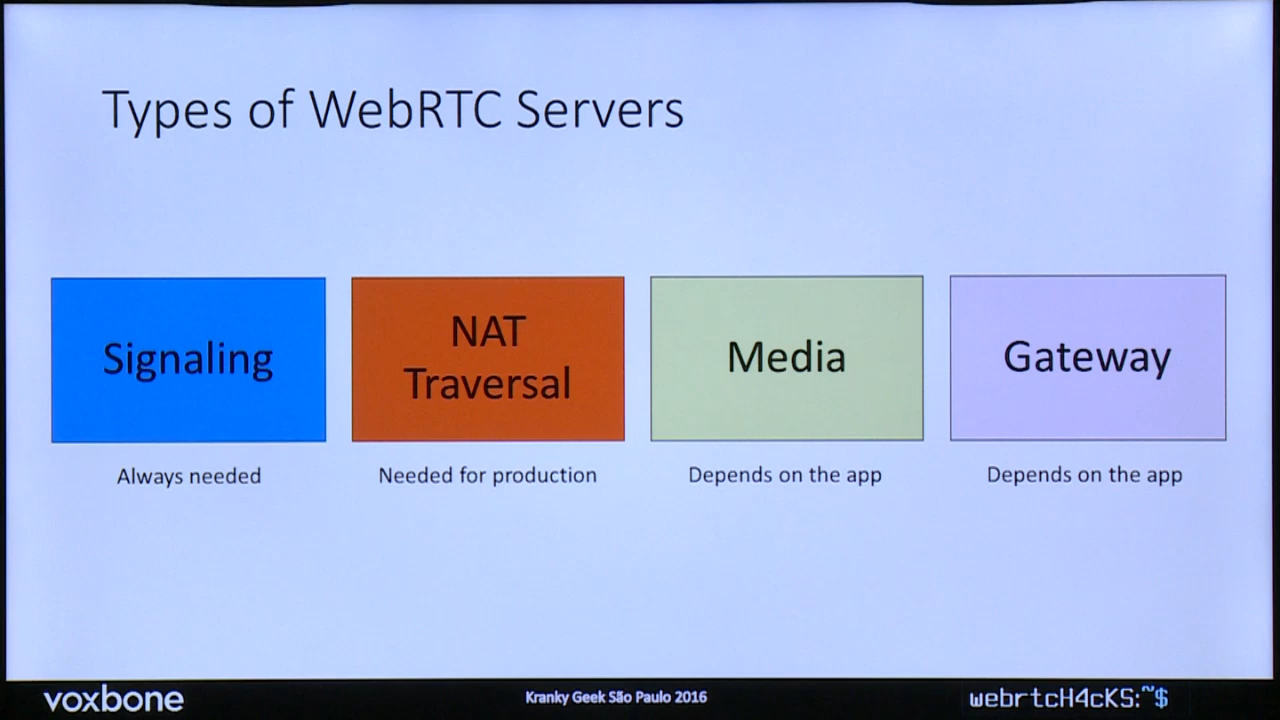 Types of WebRTC Servers
Signaling
NAT
Traversal
Media
Gateway
Always needed
Needed for production
Depends on the app
Depends on the app
voxbone
Kranky Geek São Paulo 2016
webrtcH4cKS:~$